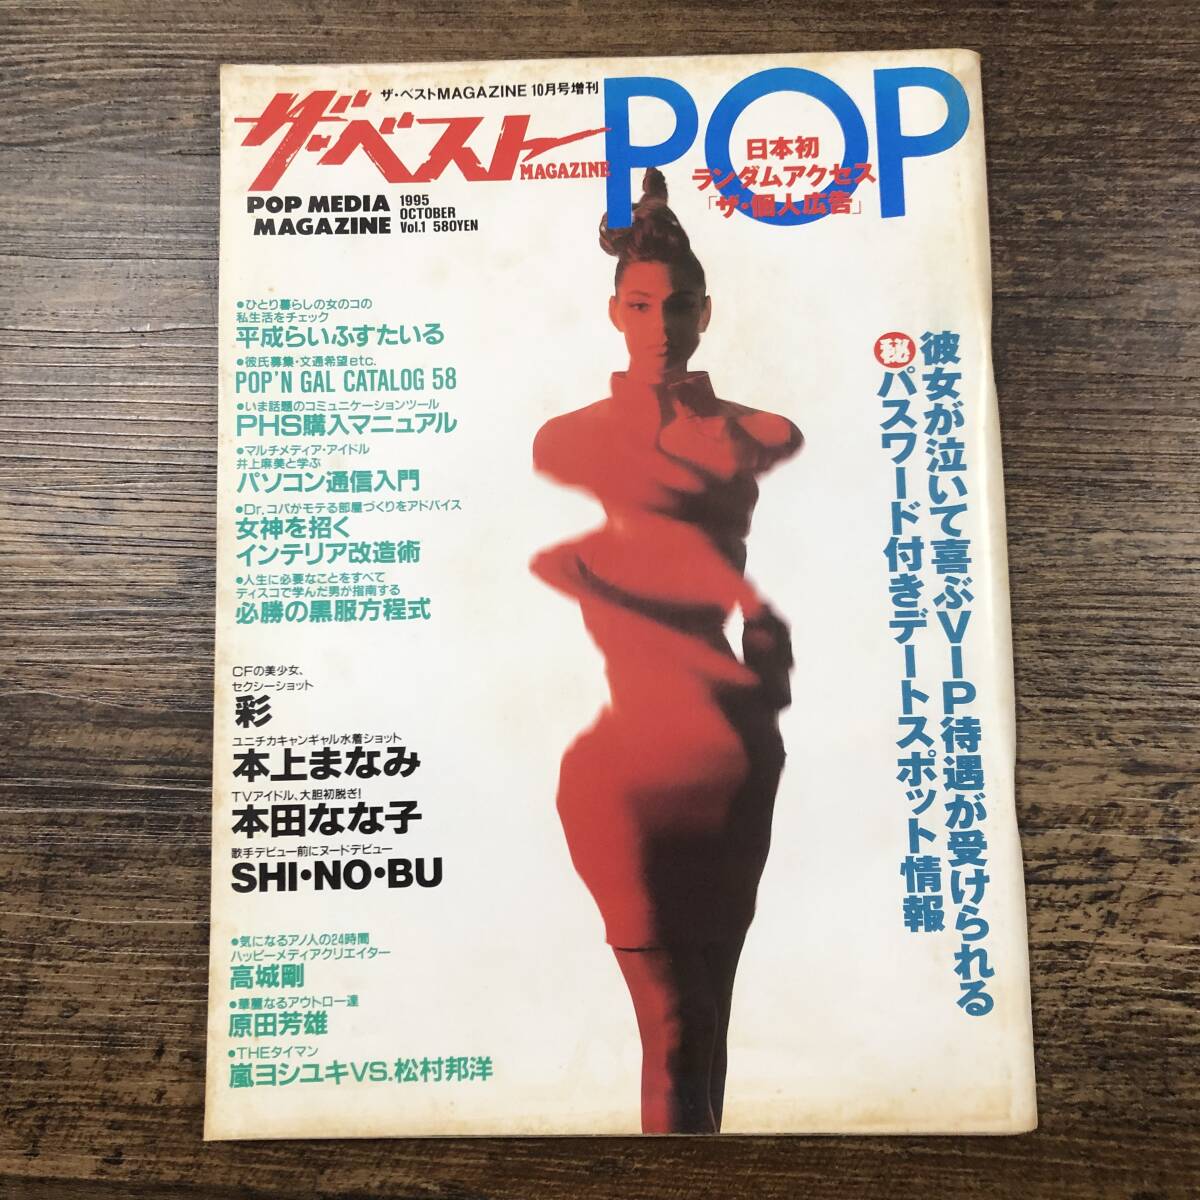 ザ・ベストMAGAZINE 10月号増刊
ザ・ベスト
MAGAZINE
POP
日本初
ランダムアクセス
「ザ・個人広告」
POP MEDIA
MAGAZINE
1995
OCTOBER
Vol.1 580YEN
●ひとり暮らしの女のコの
私生活をチェック
平成らいふすたいる
●彼氏募集・文通希望etc.
POP'N GAL CATALOG 58
●いま話題のコミュニケーションツール
PHS購入マニュアル
●マルチメディア・アイドル
井上麻美と学ぶ
パソコン通信入門
●Dr.コパがモテる部屋づくりをアドバイス
女神を招く
インテリア改造術
●人生に必要なことをすべて
ディスコで学んだ男が指南する
必勝の黒服方程式
CFの美少女、
セクシーショット
彩
ユニチカキャンギャル水着ショット
本上まなみ
TVアイドル、大胆初脱ぎ!
本田なな子
歌手デビュー前にヌードデビュー
SHI・NO・BU
●気になるアノ人の24時間
ハッピーメディアクリエイター
高城剛
●華麗なるアウトロー達
原田芳雄
●THEタイマン
嵐ヨシユキVS.松村邦洋
彼女が泣いて喜ぶVIP待遇が受けられる
㊙パスワード付きデートスポット情報